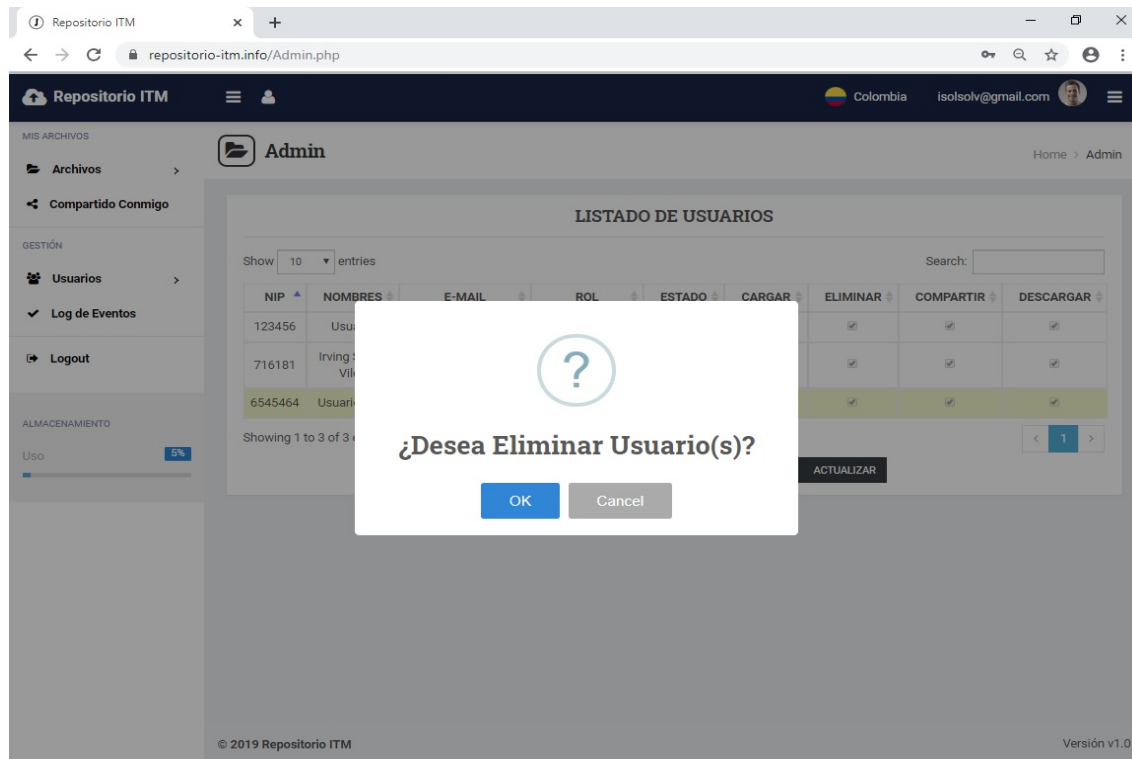 Repositorio ITM
repositorio-itm.info/Admin.php
Repositorio ITM
Colombia isolsolv@gmail.com
MIS ARCHIVOS
Archivos
Compartido Conmigo
GESTIÓN
Usuarios
Log de Eventos
Logout
ALMACENAMIENTO
Uso 5%
Admin
Home > Admin
LISTADO DE USUARIOS
Show 10 entries Search:
NIP NOMBRES E-MAIL ROL ESTADO CARGAR ELIMINAR COMPARTIR DESCARGAR
123456
716181 Irving
6545464
Showing 1 to 3 of 3
< 1 >
ACTUALIZAR
?
¿Desea Eliminar Usuario(s)?
OK Cancel
© 2019 Repositorio ITM Versión v1.0